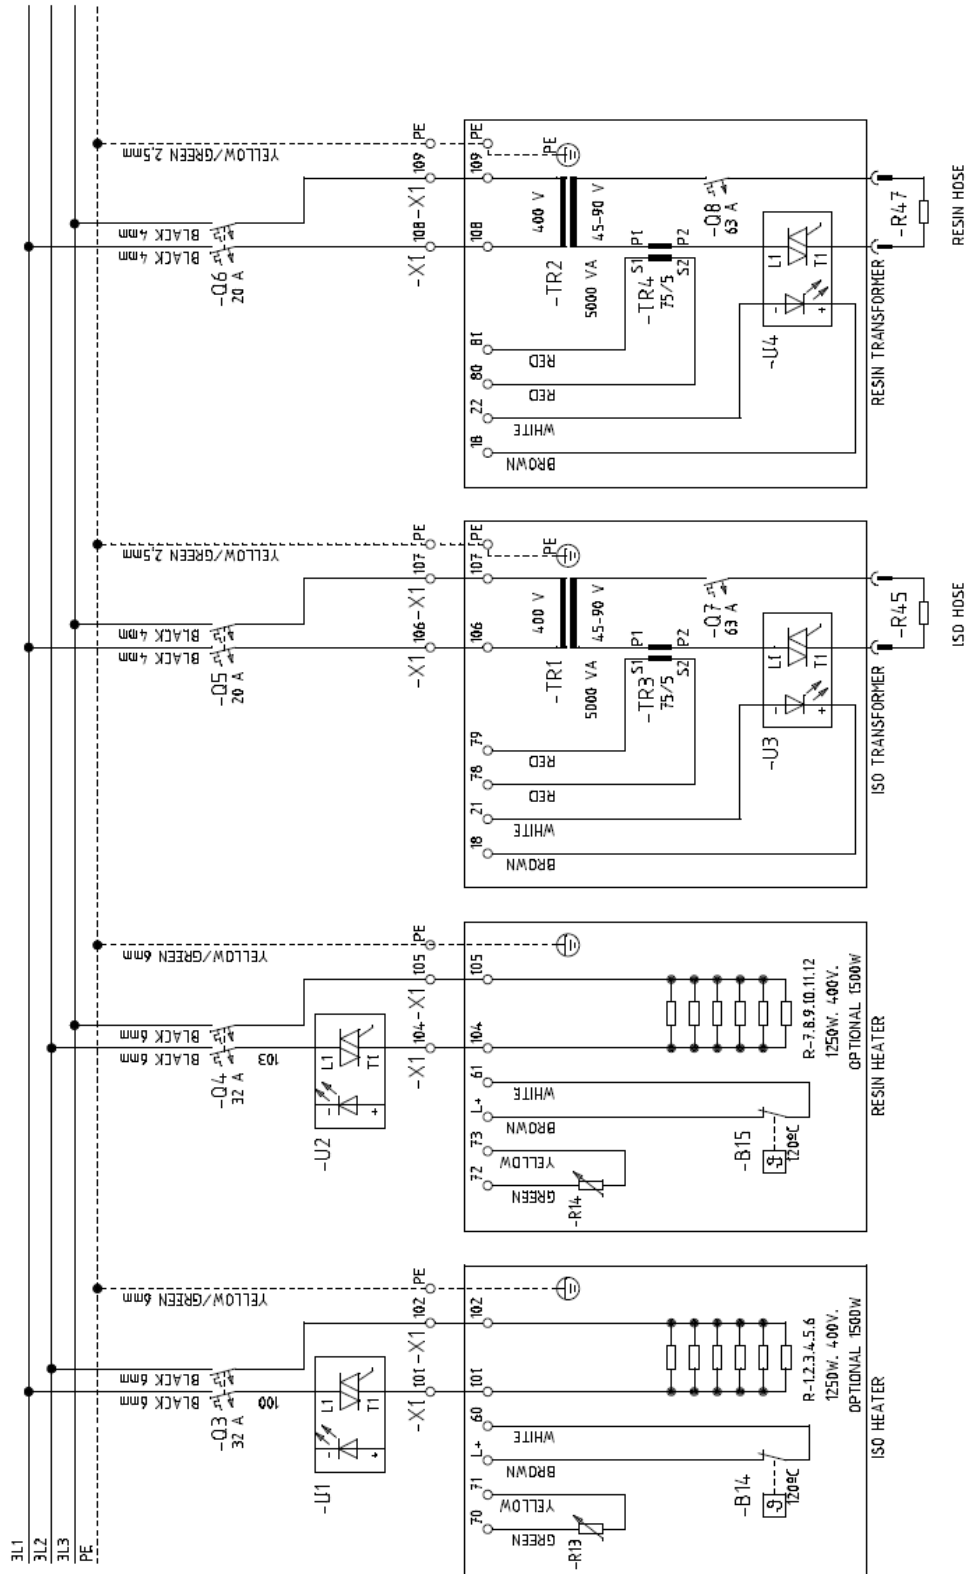 3L1
3L2
3L3
PE
BLACK 6mm
BLACK 6mm
100
-Q3
32 A
YELLOW/GREEN 6mm
-U1
L1
T1
-
+
-X1
101
-X1
102
PE
70
71
L+
60
101
102
GREEN
YELLOW
BROWN
WHITE
-R13
-B14
120ºC
ϑ
R-1.2.3.4.5.6
1250W. 400V.
OPTIONAL 1500W
ISO HEATER
BLACK 6mm
BLACK 6mm
103
-Q4
32 A
YELLOW/GREEN 6mm
-U2
L1
T1
-
+
-X1
104
-X1
105
PE
72
73
L+
61
104
105
GREEN
YELLOW
BROWN
WHITE
-R14
-B15
120ºC
ϑ
R-7.8.9.10.11.12
1250W. 400V.
OPTIONAL 1500W
RESIN HEATER
BLACK 4mm
BLACK 4mm
-Q5
20 A
YELLOW/GREEN 2,5mm
-X1
106
-X1
107
PE
18
21
78
79
106
107
PE
BROWN
WHITE
RED
RED
PE
-TR1
400 V
5000 VA
45-90 V
-TR3
75/5
S1
P1
S2
P2
-Q7
63 A
-U3
L1
T1
-
+
ISO TRANSFORMER
-R45
ISO HOSE
BLACK 4mm
BLACK 4mm
-Q6
20 A
YELLOW/GREEN 2,5mm
-X1
108
-X1
109
PE
18
22
80
81
108
109
PE
BROWN
WHITE
RED
RED
PE
-TR2
400 V
5000 VA
45-90 V
-TR4
75/5
S1
P1
S2
P2
-Q8
63 A
-U4
L1
T1
-
+
RESIN TRANSFORMER
-R47
RESIN HOSE